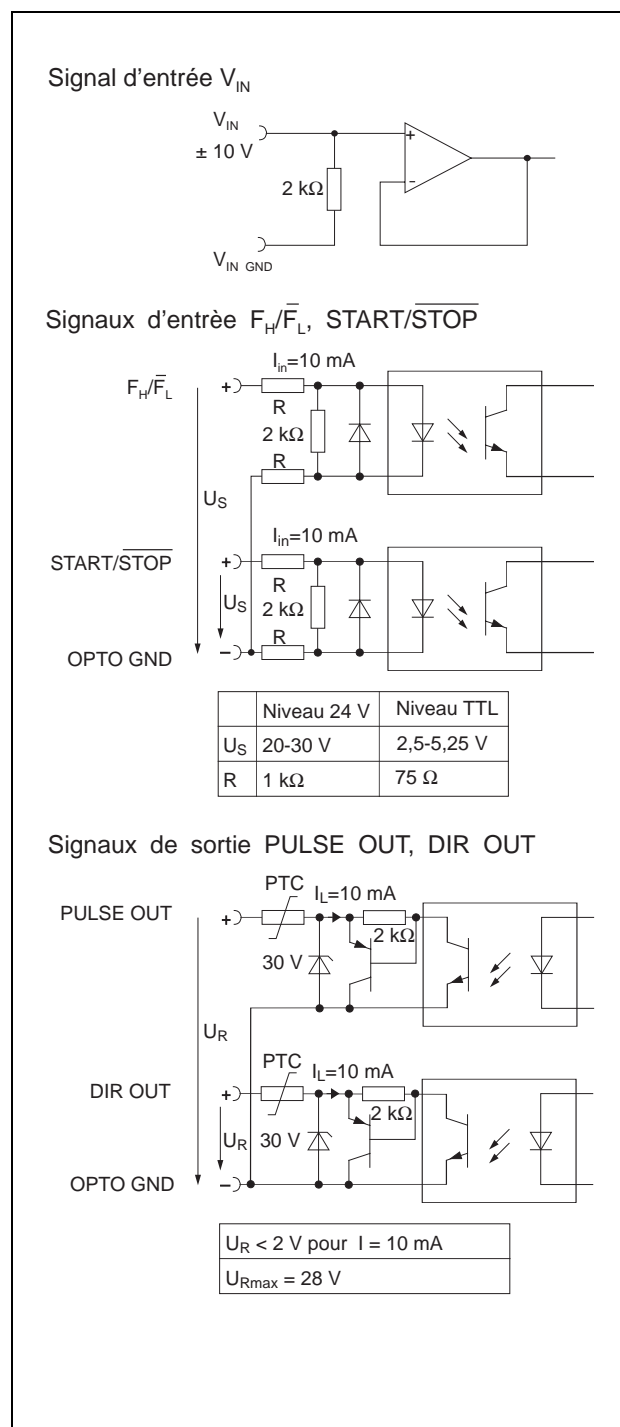 Signal d'entrée V_IN
V_IN
± 10 V
2 kΩ
V_IN GND
Signaux d'entrèe F_H/F̅_L, START/S̅T̅O̅P̅
I_in=10 mA
F_H/F̅_L
+
R
2 kΩ
R
U_S
I_in=10 mA
START/S̅T̅O̅P̅
+
R
U_S
2 kΩ
R
OPTO GND
–
Niveau 24 V Niveau TTL
U_S 20-30 V 2,5-5,25 V
R 1 kΩ 75 Ω
Signaux de sortie PULSE OUT, DIR OUT
PTC
I_L=10 mA
PULSE OUT
+
2 kΩ
30 V
U_R
PTC
I_L=10 mA
DIR OUT
+
2 kΩ
U_R
30 V
OPTO GND
–
U_R < 2 V pour I = 10 mA
U_Rmax = 28 V